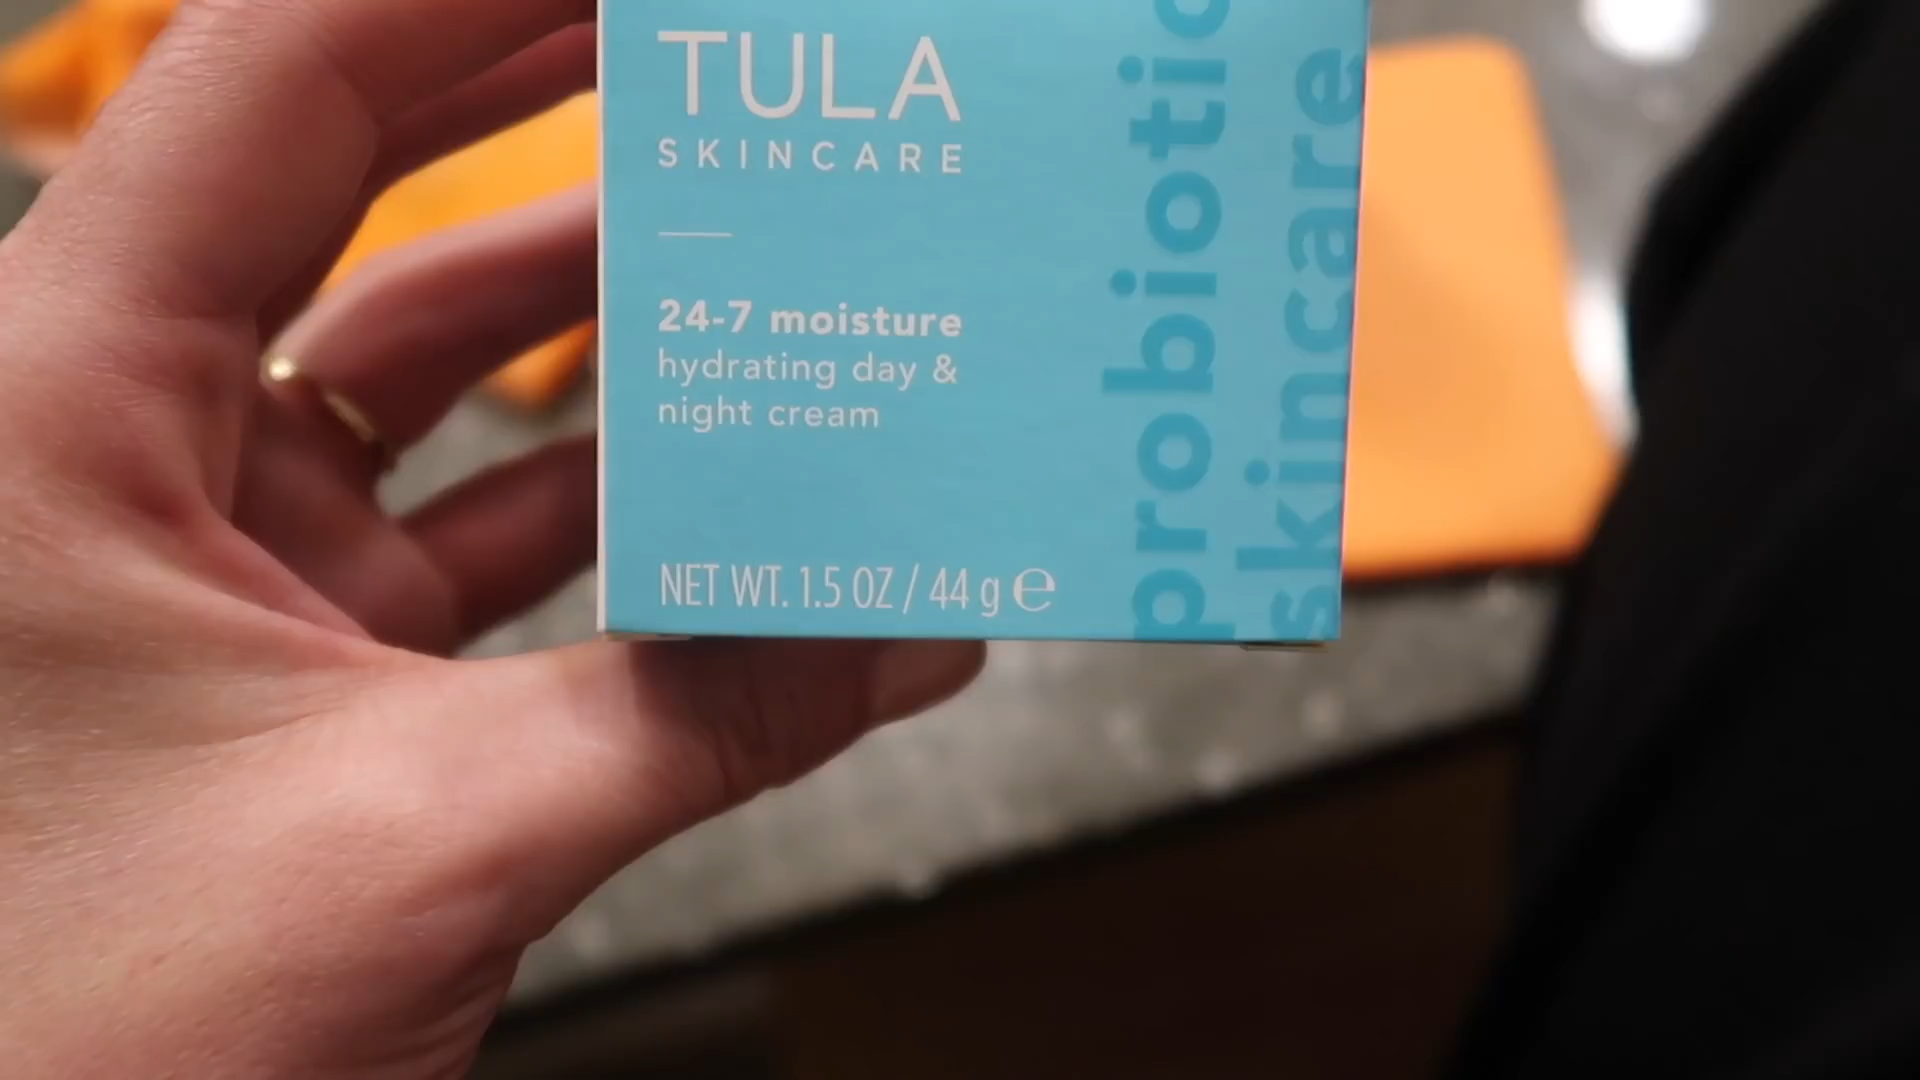 TULA
SKINCARE
24-7 moisture
hydrating day &
night cream
NET WT. 1.5 OZ / 44 g ℮
probiotic
skincare